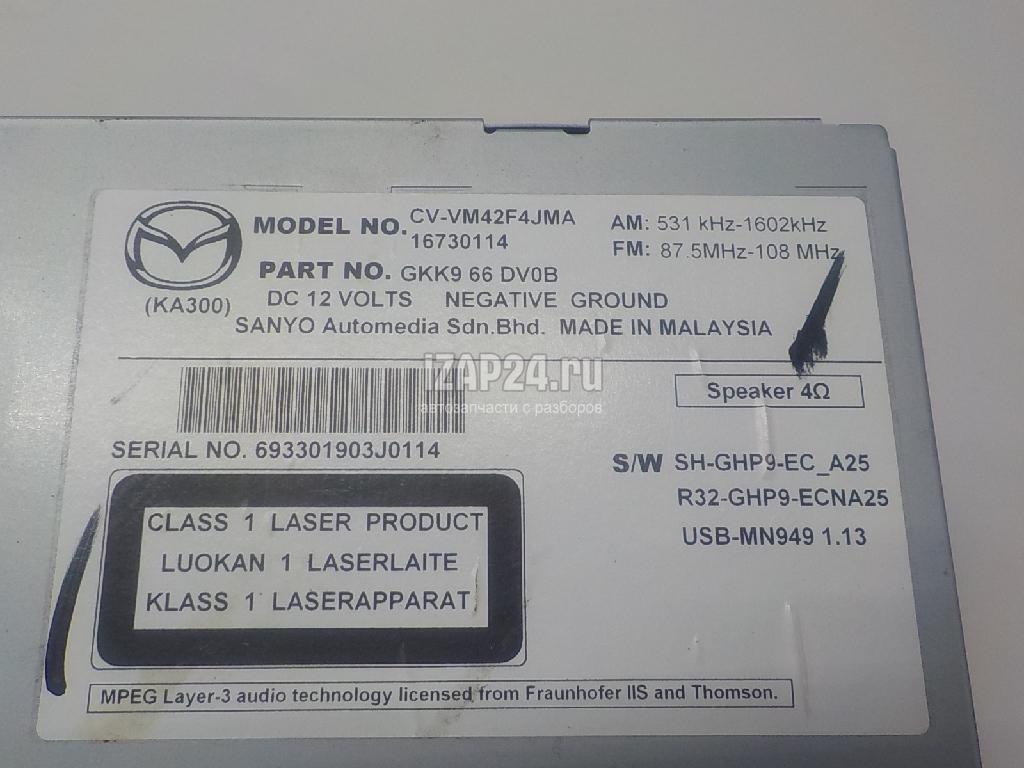 MODEL NO. CV-VM42F4JMA
16730114
AM: 531 kHz-1602kHz
FM: 87.5MHz-108 MHz
PART NO. GKK9 66 DV0B
(KA300)
DC 12 VOLTS NEGATIVE GROUND
SANYO Automedia Sdn.Bhd. MADE IN MALAYSIA
iZAP24.ru
автозапчасти с разборов
Speaker 4Ω
SERIAL NO. 693301903J0114
S/W SH-GHP9-EC_A25
R32-GHP9-ECNA25
USB-MN949 1.13
CLASS 1 LASER PRODUCT
LUOKAN 1 LASERLAITE
KLASS 1 LASERAPPARAT
MPEG Layer-3 audio technology licensed from Fraunhofer IIS and Thomson.